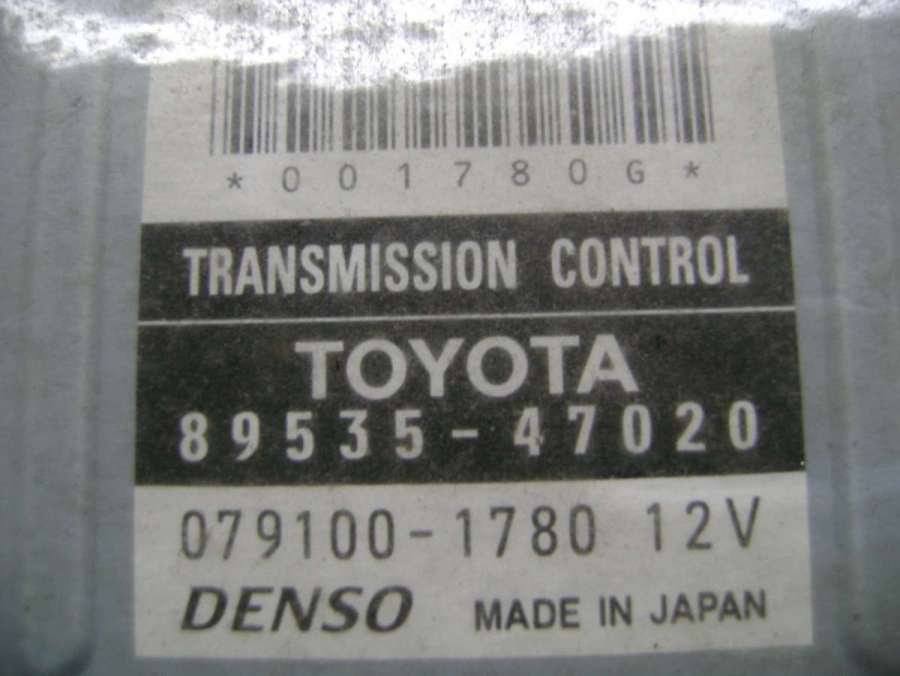 *001780G*
TRANSMISSION CONTROL
TOYOTA
89535-47020
079100-1780 12V
DENSO MADE IN JAPAN